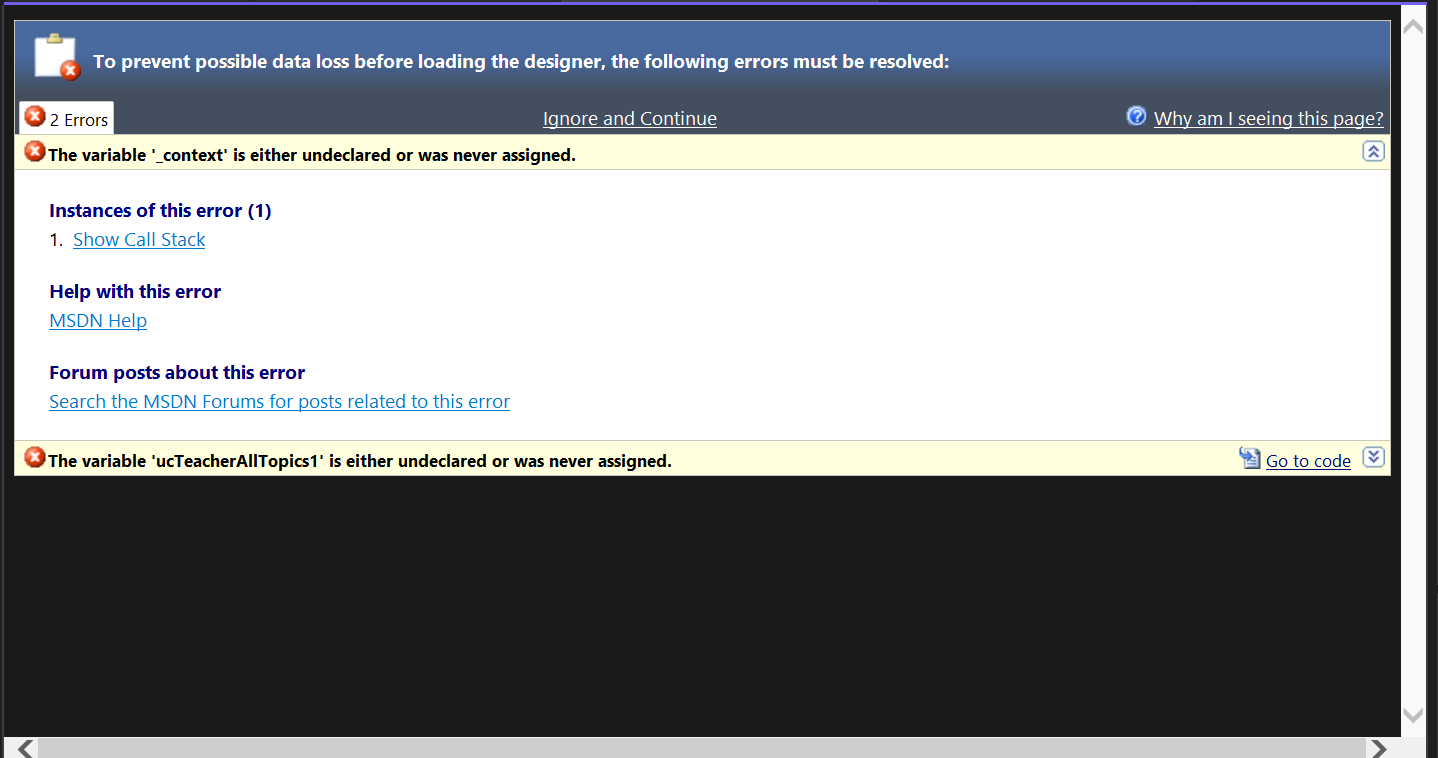 To prevent possible data loss before loading the designer, the following errors must be resolved:
2 Errors
Ignore and Continue
Why am I seeing this page?
The variable '_context' is either undeclared or was never assigned.
Instances of this error (1)
1. Show Call Stack
Help with this error
MSDN Help
Forum posts about this error
Search the MSDN Forums for posts related to this error
The variable 'ucTeacherAllTopics1' is either undeclared or was never assigned.
Go to code